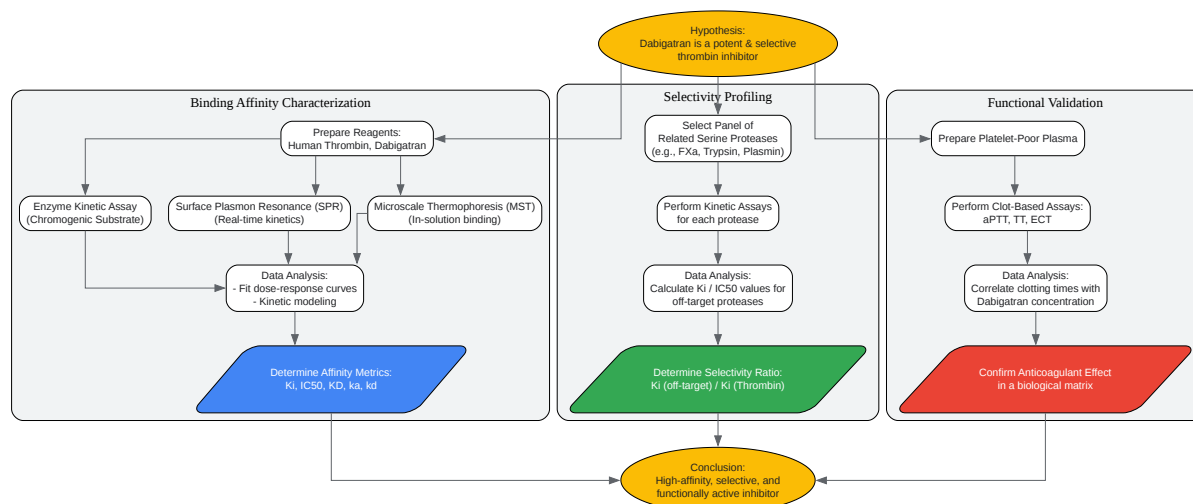 Hypothesis:
Dabigatran is a potent & selective
thrombin inhibitor
Binding Affinity Characterization
Prepare Reagents:
Human Thrombin, Dabigatran
Enzyme Kinetic Assay
(Chromogenic Substrate)
Surface Plasmon Resonance (SPR)
(Real-time kinetics)
Microscale Thermophoresis (MST)
(In-solution binding)
Data Analysis:
- Fit dose-response curves
- Kinetic modeling
Determine Affinity Metrics:
Ki, IC50, KD, ka, kd
Selectivity Profiling
Select Panel of
Related Serine Proteases
(e.g., FXa, Trypsin, Plasmin)
Perform Kinetic Assays
for each protease
Data Analysis:
Calculate Ki / IC50 values for
off-target proteases
Determine Selectivity Ratio:
Ki (off-target) / Ki (Thrombin)
Functional Validation
Prepare Platelet-Poor Plasma
Perform Clot-Based Assays:
aPTT, TT, ECT
Data Analysis:
Correlate clotting times with
Dabigatran concentration
Confirm Anticoagulant Effect
in a biological matrix
Conclusion:
High-affinity, selective, and
functionally active inhibitor